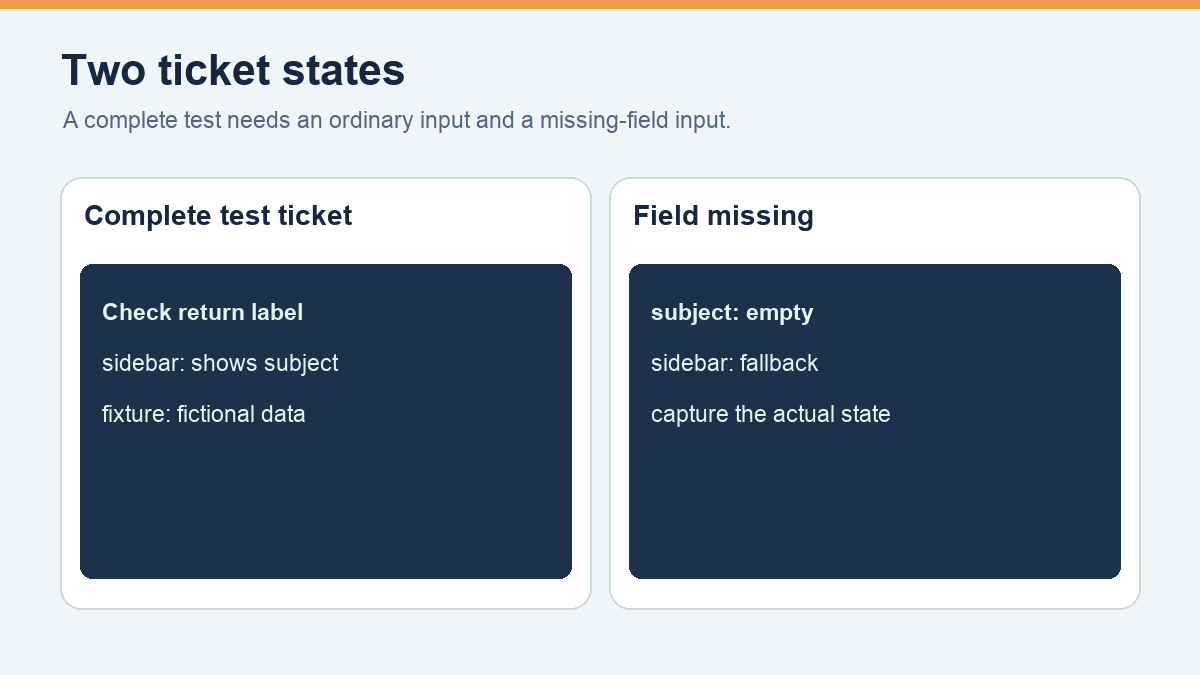 Two ticket states
A complete test needs an ordinary input and a missing-field input.
Complete test ticket
Check return label
sidebar: shows subject
fixture: fictional data
Field missing
subject: empty
sidebar: fallback
capture the actual state